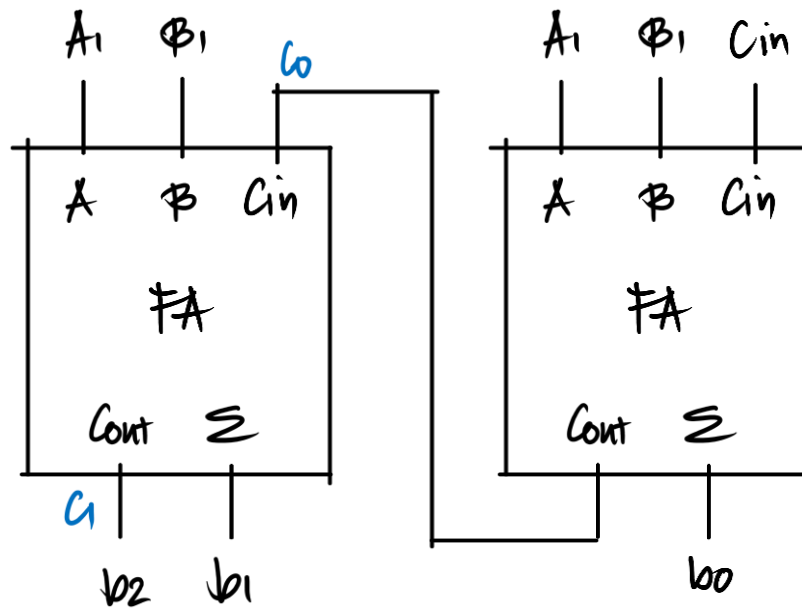 A1 B1 C0 A1 B1 Cin
A B Cin A B Cin
FA FA
Cout Σ Cout Σ
C1
b2 b1 b0